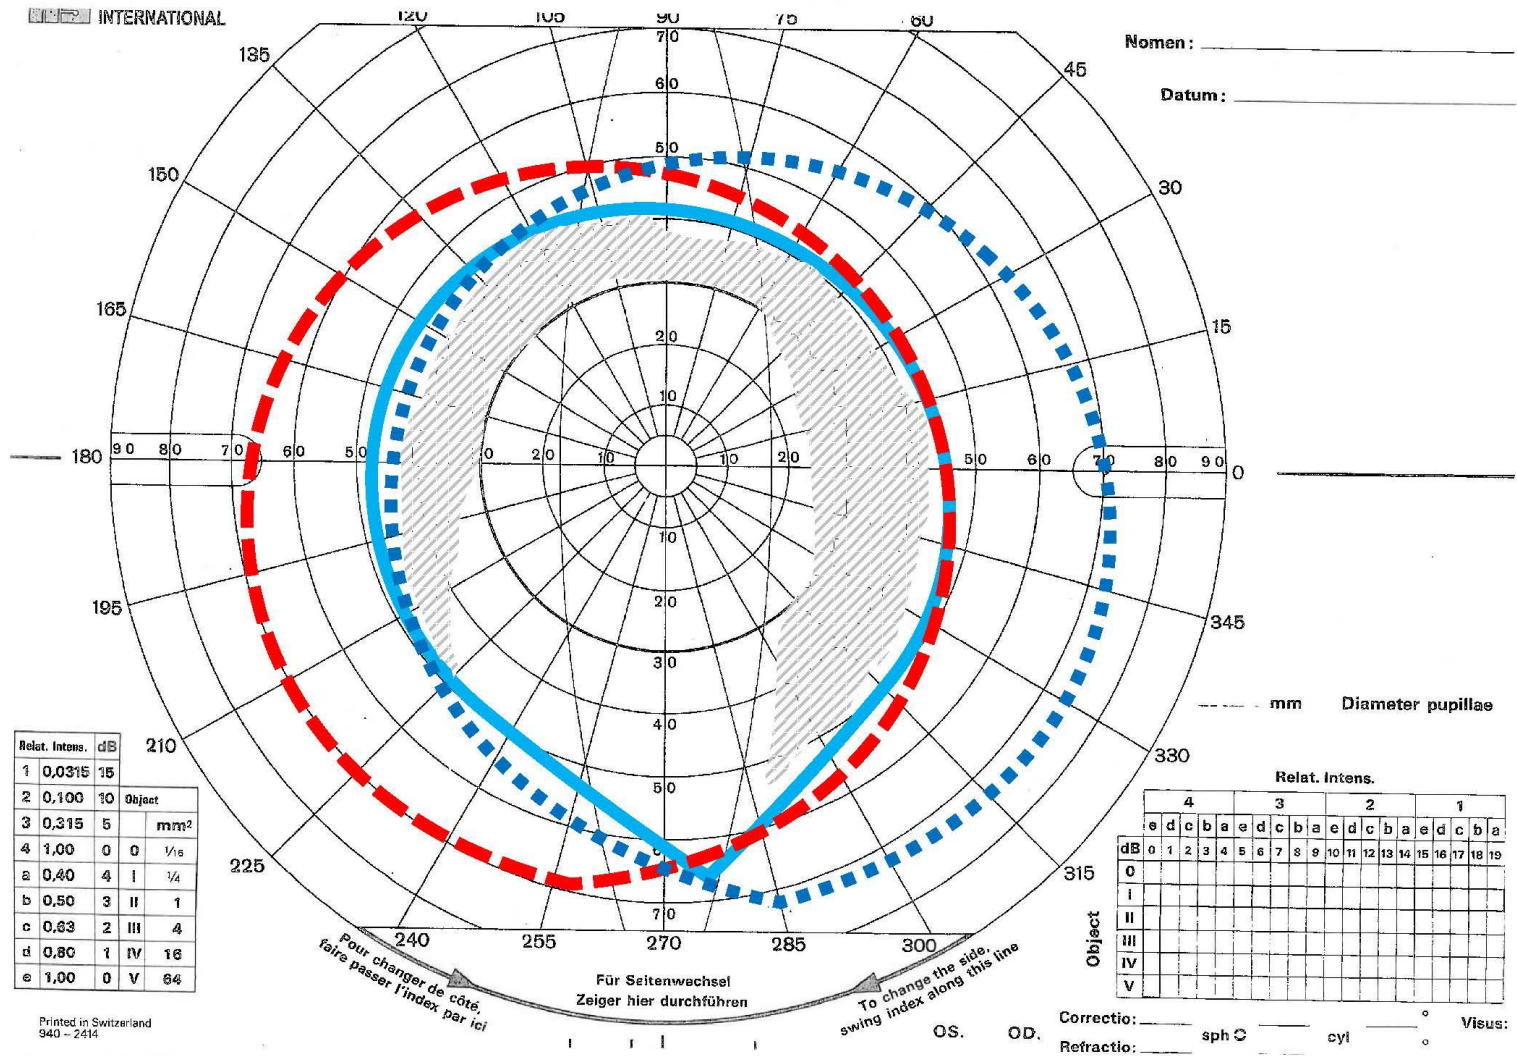 INTERNATIONAL
120 105 90 75 60
135 45
150 30
165 15
180 0
195 345
210 330
225 315
240 255 270 285 300
70
60
50
20
10
90 80 70 60 50 20 10 10 20 50 60 70 80 90
10
20
30
40
50
70
Nomen:
Datum:
mm Diameter pupillae
Relat. Intens. dB
1 0,0315 15
2 0,100 10 Object
3 0,315 5 mm²
4 1,00 0 0 1/16
a 0,40 4 I 1/4
b 0,50 3 II 1
c 0,63 2 III 4
d 0,80 1 IV 16
e 1,00 0 V 64
Printed in Switzerland
940 – 2414
Pour changer de côté,
faire passer l'index par ici
Für Seitenwechsel
Zeiger hier durchführen
To change the side,
swing index along this line
Relat. Intens.
4 3 2 1
e d c b a e d c b a e d c b a e d c b a
dB 0 1 2 3 4 5 6 7 8 9 10 11 12 13 14 15 16 17 18 19
Object
0
I
II
III
IV
V
OS. OD.
Correctio: sph cyl ° Visus:
Refractio: °